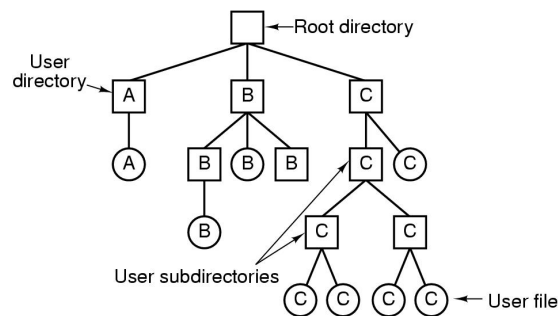 Root directory
User
directory
A B C
A B B B C C
B C C
User subdirectories
C C C C
User file